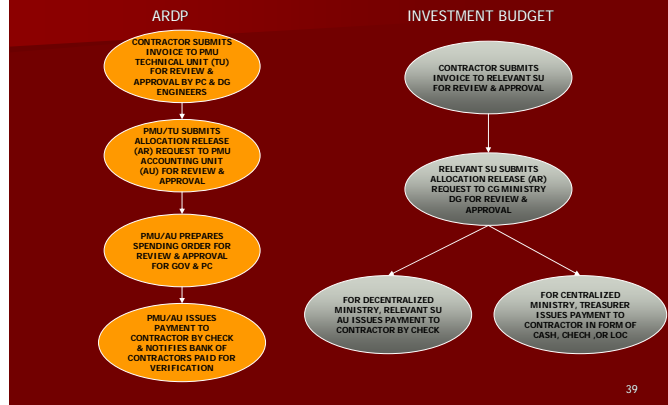 ARDP
CONTRACTOR SUBMITS
INVOICE TO PMU
TECHNICAL UNIT (TU)
FOR REVIEW &
APPROVAL BY PC & DG
ENGINEERS
PMU/TU SUBMITS
ALLOCATION RELEASE
(AR) REQUEST TO PMU
ACCOUNTING UNIT
(AU) FOR REVIEW &
APPROVAL
PMU/AU PREPARES
SPENDING ORDER FOR
REVIEW & APPROVAL
FOR GOV & PC
PMU/AU ISSUES
PAYMENT TO
CONTRACTOR BY CHECK
& NOTIFIES BANK OF
CONTRACTORS PAID FOR
VERIFICATION
INVESTMENT BUDGET
CONTRACTOR SUBMITS
INVOICE TO RELEVANT SU
FOR REVIEW & APPROVAL
RELEVANT SU SUBMITS
ALLOCATION RELEASE (AR)
REQUEST TO CG MINISTRY
DG FOR REVIEW &
APPROVAL
FOR DECENTRALIZED
MINISTRY, RELEVANT SU
AU ISSUES PAYMENT TO
CONTRACTOR BY CHECK
FOR CENTRALIZED
MINISTRY, TREASURER
ISSUES PAYMENT TO
CONTRACTOR IN FORM OF
CASH, CHECH ,OR LOC
39